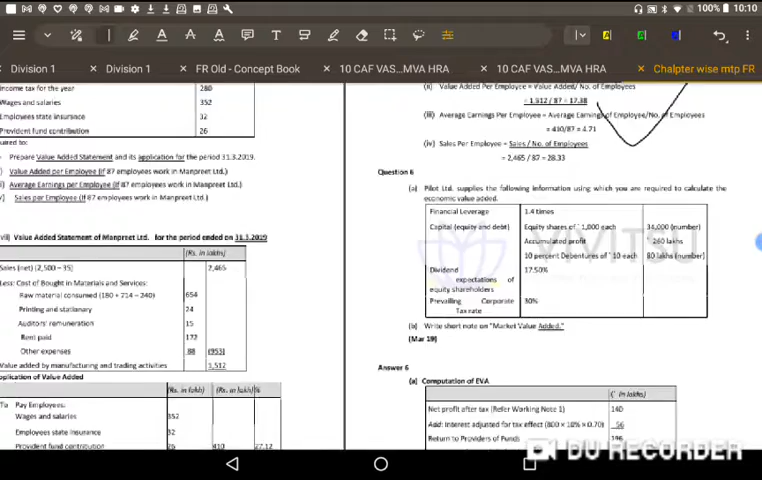 100% 10:10
Division 1
Division 1
FR Old - Concept Book
10 CAF VAS...MVA HRA
10 CAF VAS...MVA HRA
Chalpter wise mtp FR
Income tax for the year 280
Wages and salaries 352
Employees state insurance 32
Provident fund contribution 26
uired to:
Prepare Value Added Statement and its application for the period 31.3.2019.
) Value Added per Employee (If 87 employees work in Manpreet Ltd.)
i) Average Earnings per Employee (If 87 employees work in Manpreet Ltd.)
v) Sales per Employee (If 87 employees work in Manpreet Ltd.)
vii) Value Added Statement of Manpreet Ltd. for the period ended on 31.3.2019
(Rs. in lakhs)
Sales (net) (2,500 – 35) 2,465
Less: Cost of Bought in Materials and Services:
Raw material consumed (180 + 714 – 240) 654
Printing and stationary 24
Auditors' remuneration 15
Rent paid 172
Other expenses 88 (953)
Value added by manufacturing and trading activities 1,512
pplication of Value Added
(Rs. in lakh) (Rs. in lakh) %
To Pay Employees:
Wages and salaries 352
Employees state insurance 32
Provident fund contribution 26 410 27.12
(ii) Value Added Per Employee = Value Added/ No. of Employees
= 1,512 / 87 = 17.38
(iii) Average Earnings Per Employee = Average Earnings of Employee/No. of Employees
= 410/87 = 4.71
(iv) Sales Per Employee = Sales / No. of Employees
= 2,465 / 87 = 28.33
Question 6
(a) Pilot Ltd. supplies the following information using which you are required to calculate the
economic value added.
Financial Leverage 1.4 times
Capital (equity and debt) Equity shares of ` 1,000 each 34,000 (number)
Accumulated profit ` 260 lakhs
10 percent Debentures of ` 10 each 80 lakhs (number)
Dividend 17.50%
expectations of
equity shareholders
Prevailing Corporate 30%
Tax rate
(b) Write short note on "Market Value Added."
(Mar 19)
Answer 6
(a) Computation of EVA
(` in lakhs)
Net profit after tax (Refer Working Note 1) 140
Add: Interest adjusted for tax effect (800 × 10% × 0.70) 56
Return to Providers of Funds 196
VIVITSU
DU RECORDER